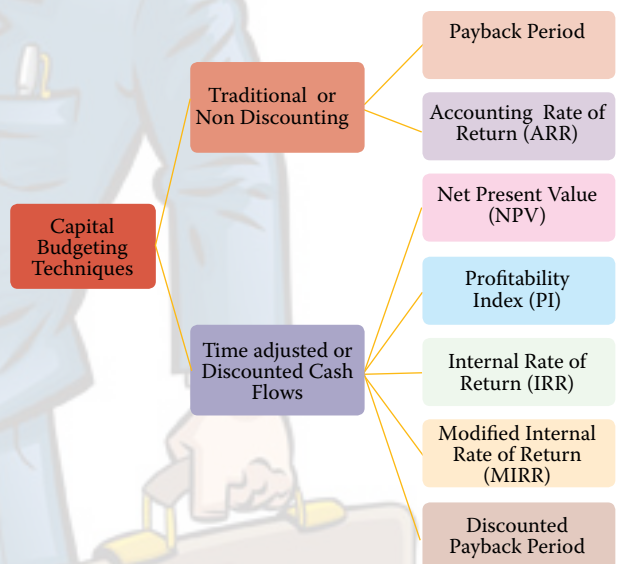 Capital
Budgeting
Techniques
Traditional or
Non Discounting
Payback Period
Accounting Rate of
Return (ARR)
Time adjusted or
Discounted Cash
Flows
Net Present Value
(NPV)
Profitability
Index (PI)
Internal Rate of
Return (IRR)
Modified Internal
Rate of Return
(MIRR)
Discounted
Payback Period